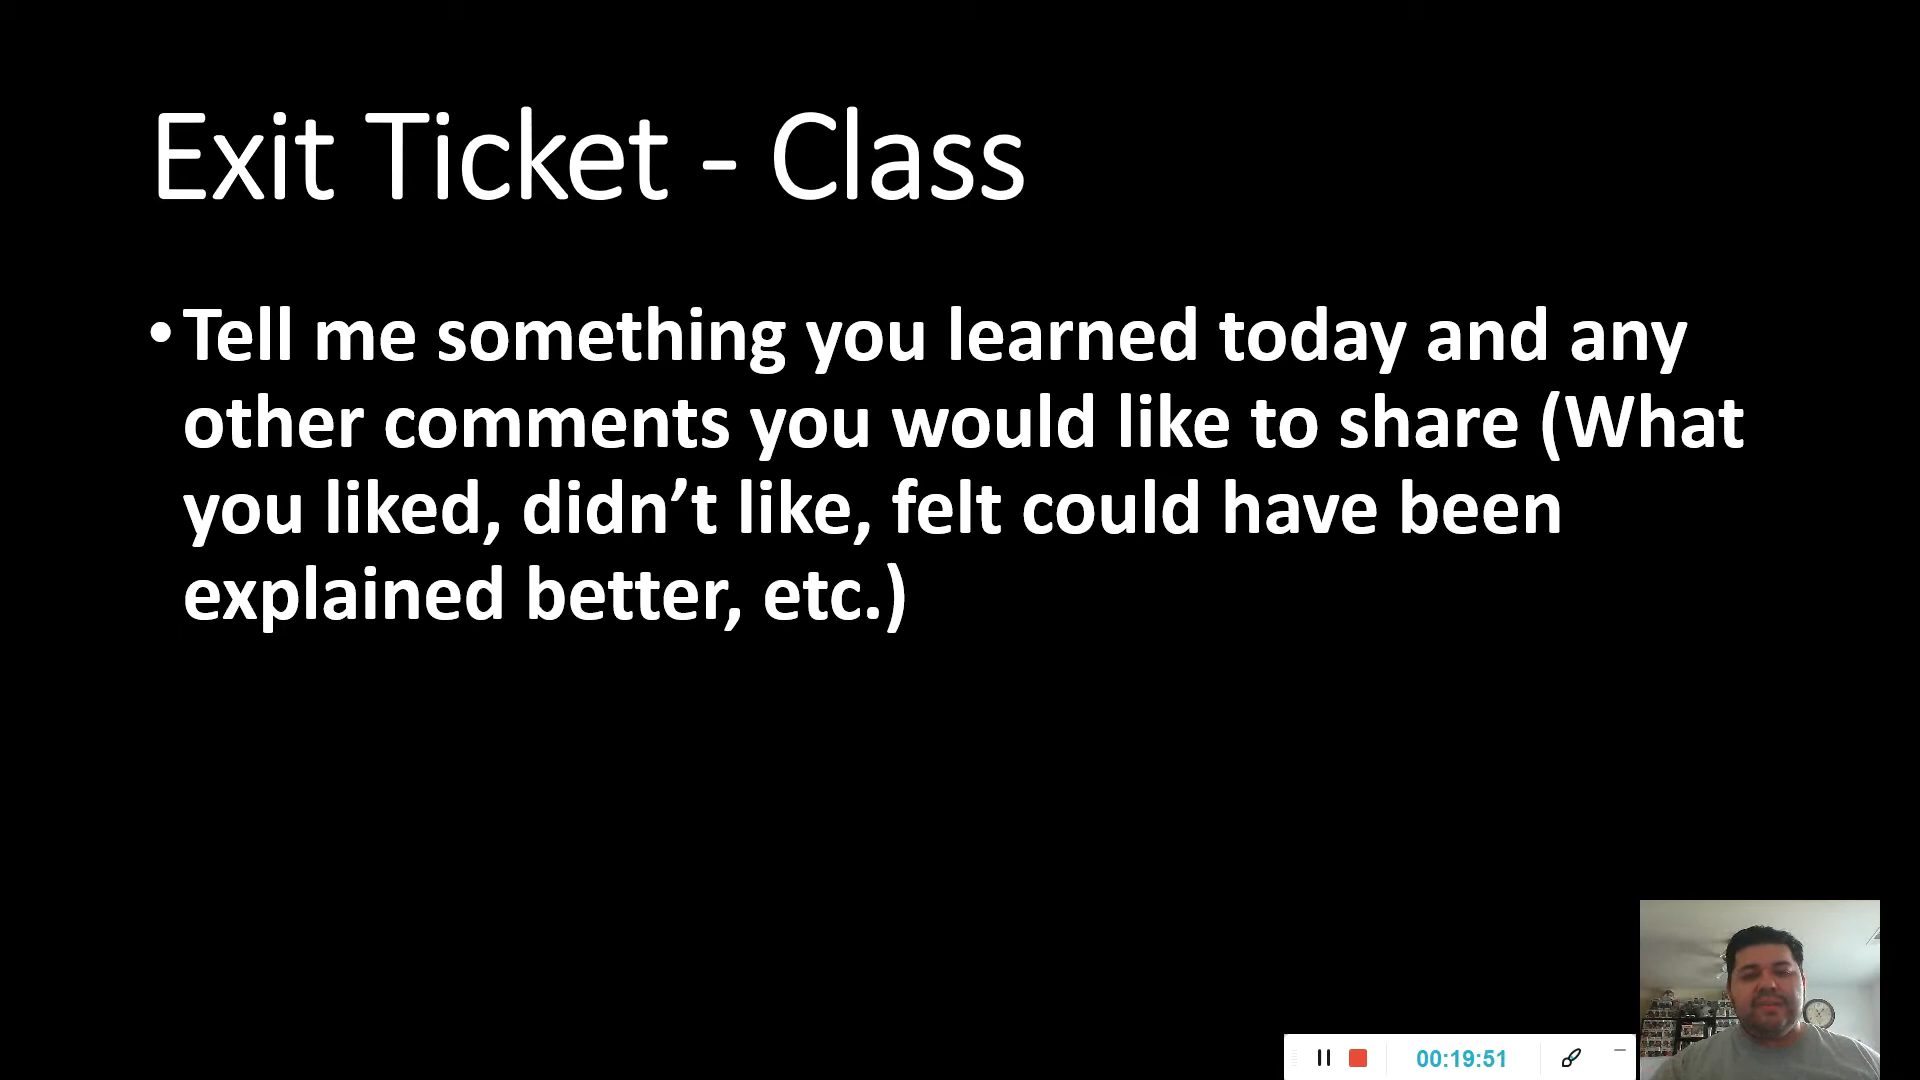 Exit Ticket - Class
• Tell me something you learned today and any
other comments you would like to share (What
you liked, didn’t like, felt could have been
explained better, etc.)
00:19:51